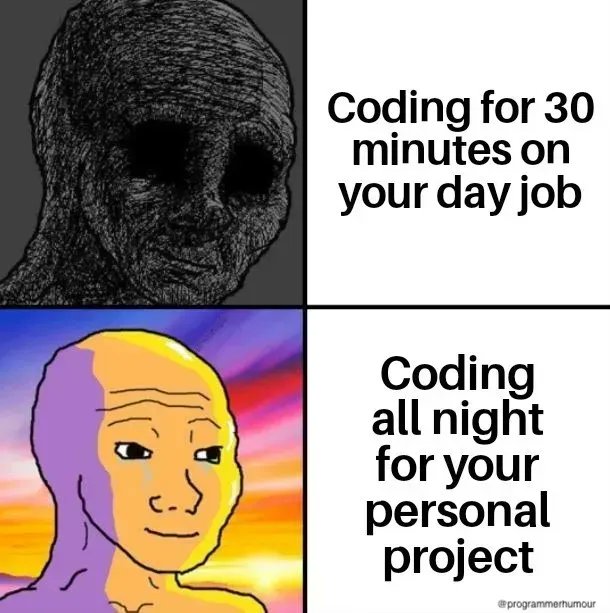 Coding for 30
minutes on
your day job
Coding
all night
for your
personal
project
@programmerhumour